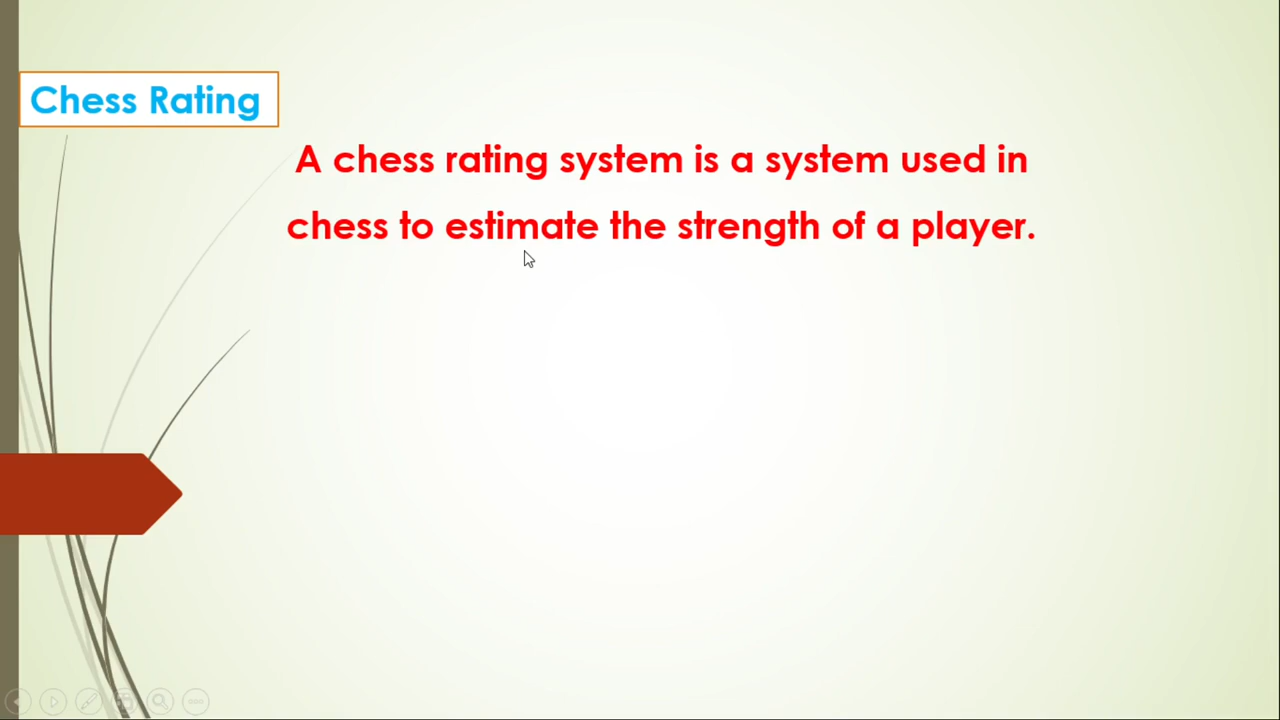 Chess Rating
A chess rating system is a system used in
chess to estimate the strength of a player.